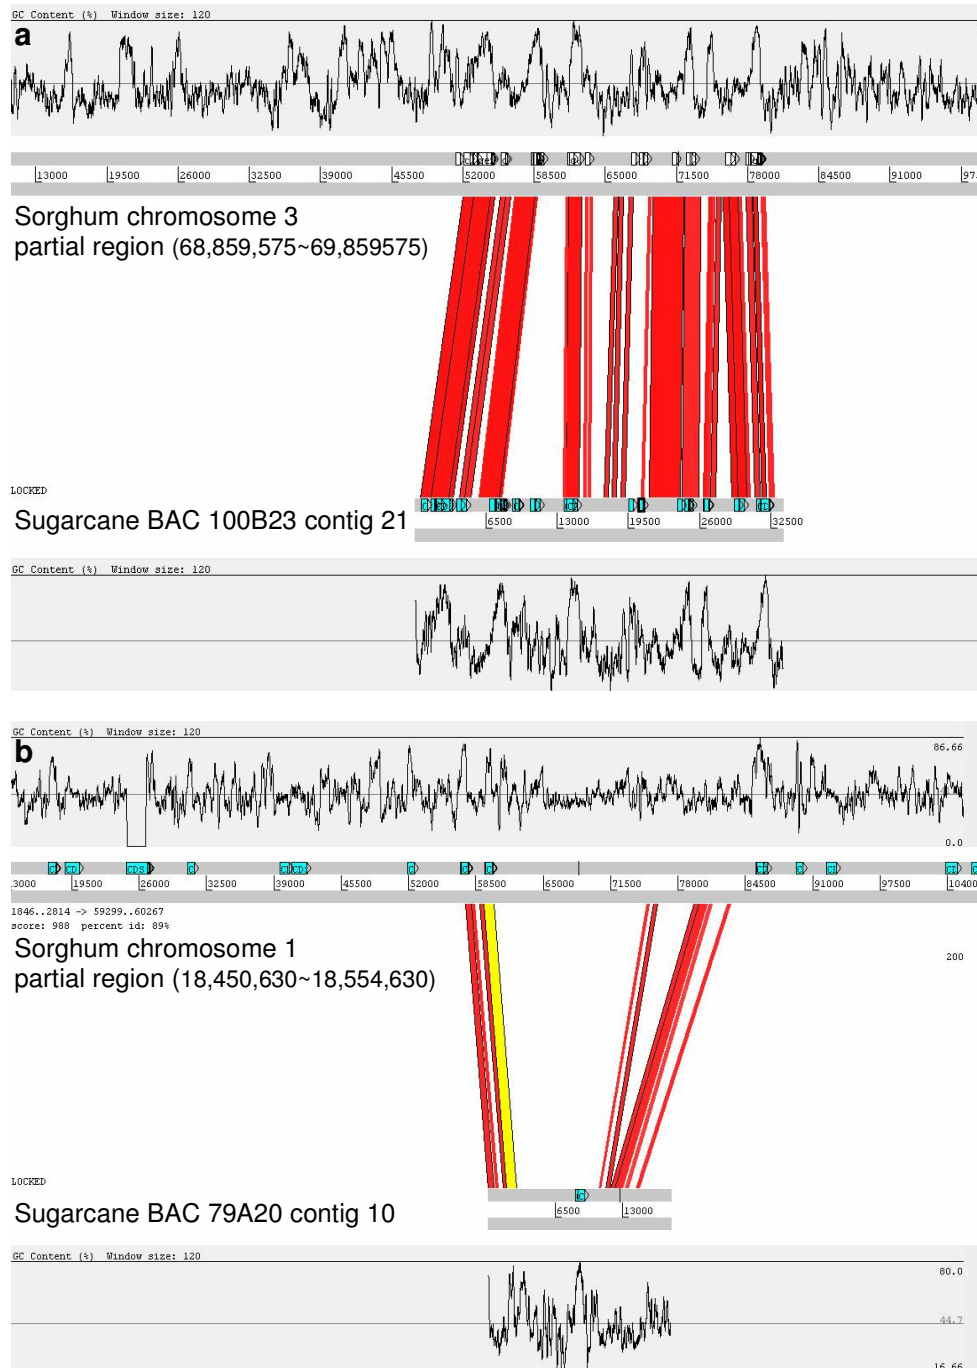 GC Content (%) Window size: 120
a
13000 19500 26000 32500 39000 45500 52000 58500 65000 71500 78000 84500 91000 975
Sorghum chromosome 3
partial region (68,859,575~69,859575)
LOCKED
Sugarcane BAC 100B23 contig 21
6500 13000 19500 26000 32500
GC Content (%) Window size: 120
GC Content (%) Window size: 120
b
86.66
0.0
CDS
3000 19500 26000 32500 39000 45500 52000 58500 65000 71500 78000 84500 91000 97500 10400
1846..2814 -> 59299..60267
score: 988 percent id: 89%
Sorghum chromosome 1
partial region (18,450,630~18,554,630)
200
LOCKED
Sugarcane BAC 79A20 contig 10
6500 13000
GC Content (%) Window size: 120
80.0
44.7
16.66